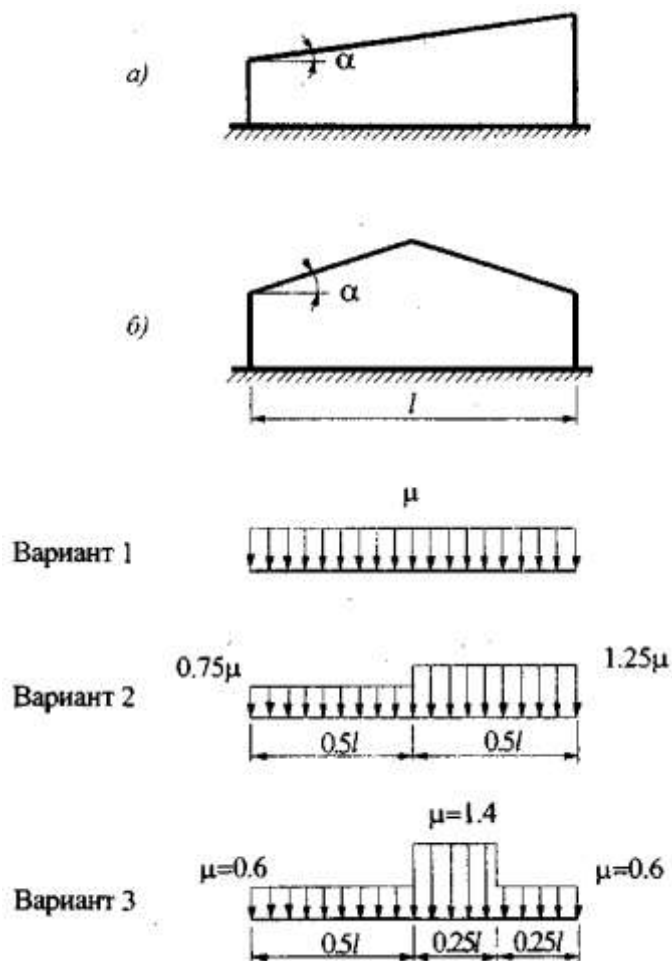 а)
α
б)
α
l
μ
Вариант 1
0.75μ
1.25μ
Вариант 2
0.5l 0.5l
μ=1.4
μ=0.6 μ=0.6
Вариант 3
0.5l 0.25l 0.25l